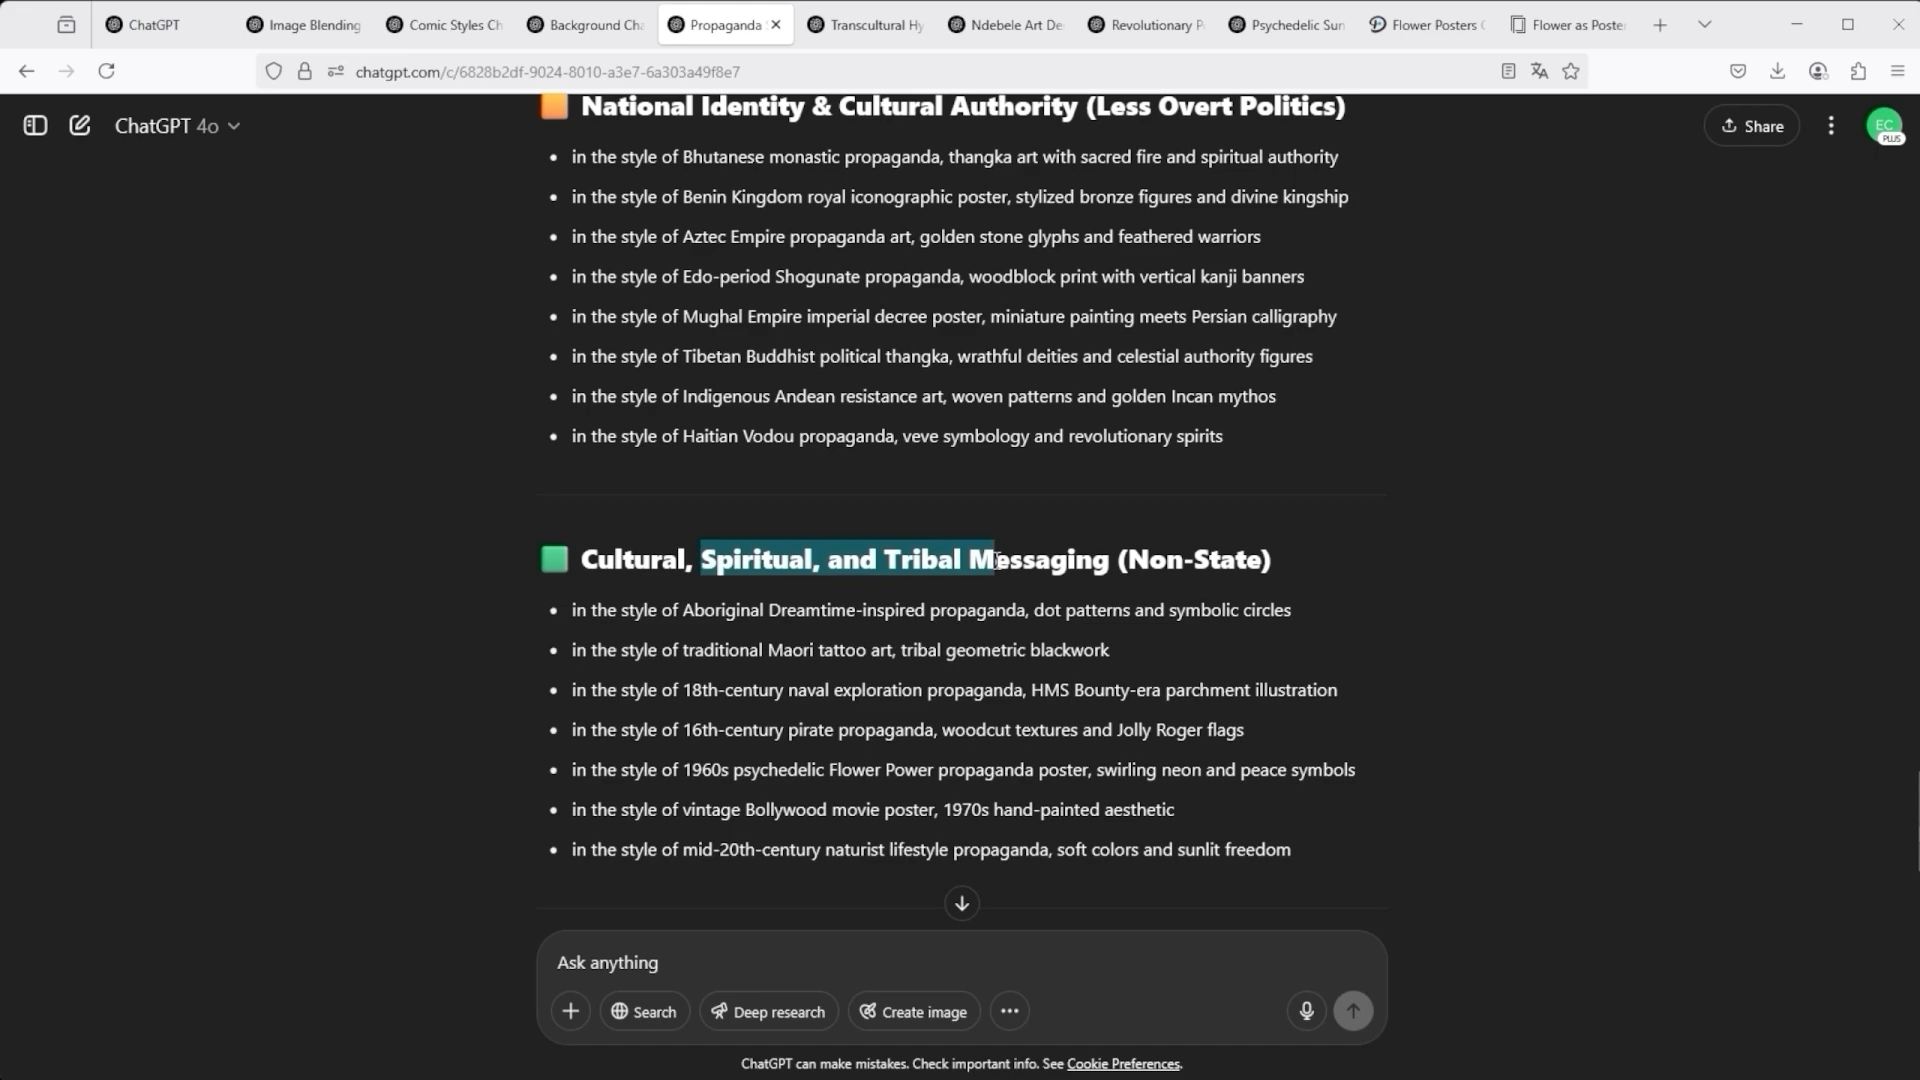 ChatGPT
Image Blending
Comic Styles Ch
Background Cha
Propaganda
Transcultural Hy
Ndebele Art De
Revolutionary P
Psychedelic Sun
Flower Posters
Flower as Poste
chatgpt.com/c/6828b2df-9024-8010-a3e7-6a303a49f8e7
ChatGPT 4o
Share
EC
PLUS
National Identity & Cultural Authority (Less Overt Politics)
• in the style of Bhutanese monastic propaganda, thangka art with sacred fire and spiritual authority
• in the style of Benin Kingdom royal iconographic poster, stylized bronze figures and divine kingship
• in the style of Aztec Empire propaganda art, golden stone glyphs and feathered warriors
• in the style of Edo-period Shogunate propaganda, woodblock print with vertical kanji banners
• in the style of Mughal Empire imperial decree poster, miniature painting meets Persian calligraphy
• in the style of Tibetan Buddhist political thangka, wrathful deities and celestial authority figures
• in the style of Indigenous Andean resistance art, woven patterns and golden Incan mythos
• in the style of Haitian Vodou propaganda, veve symbology and revolutionary spirits
Cultural, Spiritual, and Tribal Messaging (Non-State)
• in the style of Aboriginal Dreamtime-inspired propaganda, dot patterns and symbolic circles
• in the style of traditional Maori tattoo art, tribal geometric blackwork
• in the style of 18th-century naval exploration propaganda, HMS Bounty-era parchment illustration
• in the style of 16th-century pirate propaganda, woodcut textures and Jolly Roger flags
• in the style of 1960s psychedelic Flower Power propaganda poster, swirling neon and peace symbols
• in the style of vintage Bollywood movie poster, 1970s hand-painted aesthetic
• in the style of mid-20th-century naturist lifestyle propaganda, soft colors and sunlit freedom
Ask anything
Search
Deep research
Create image
ChatGPT can make mistakes. Check important info. See Cookie Preferences.